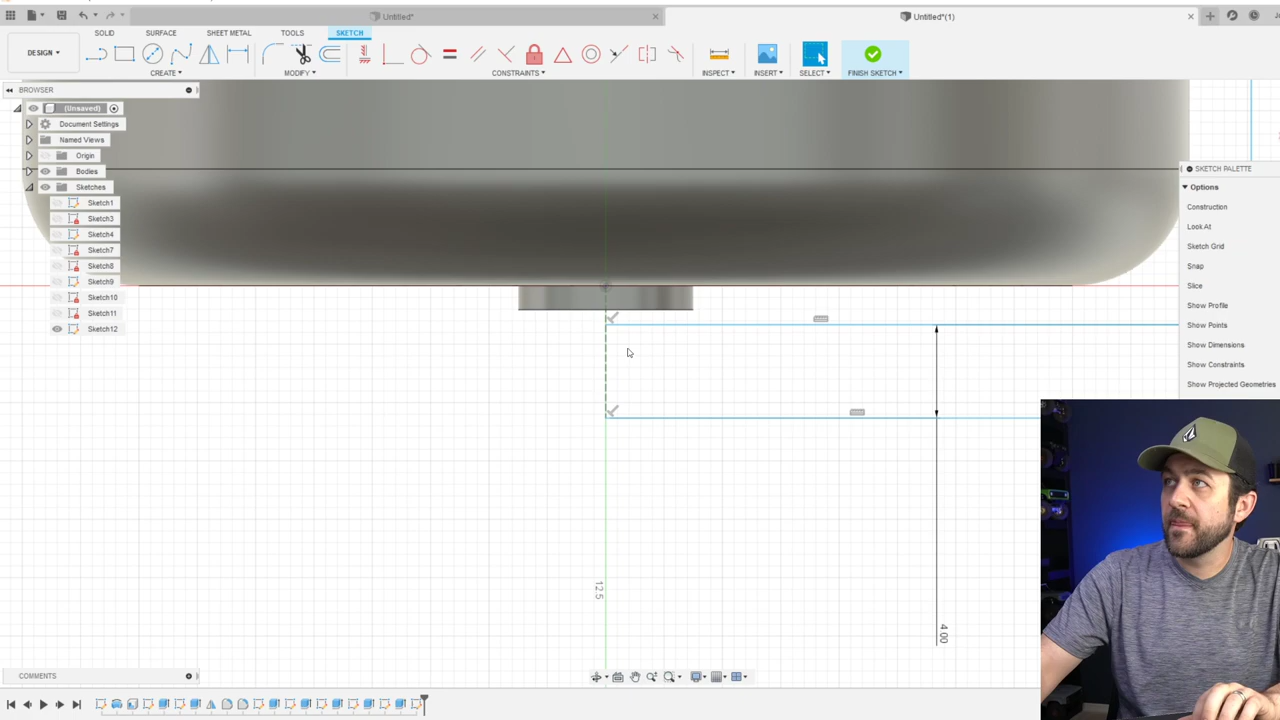 Untitled*
Untitled*(1)
DESIGN
SOLID
SURFACE
SHEET METAL
TOOLS
SKETCH
CREATE
MODIFY
CONSTRAINTS
INSPECT
INSERT
SELECT
FINISH SKETCH
BROWSER
(Unsaved)
Document Settings
Named Views
Origin
Bodies
Sketches
Sketch1
Sketch3
Sketch4
Sketch7
Sketch8
Sketch9
Sketch10
Sketch11
Sketch12
SKETCH PALETTE
Options
Construction
Look At
Sketch Grid
Snap
Slice
Show Profile
Show Points
Show Dimensions
Show Constraints
Show Projected Geometries
12.5
4.00
COMMENTS